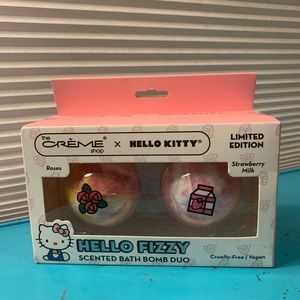 the
CRÈME®
shop
× HELLO KITTY®
LIMITED
EDITION
Roses
Strawberry
Milk
HELLO FIZZY
SCENTED BATH BOMB DUO
Cruelty-Free | Vegan